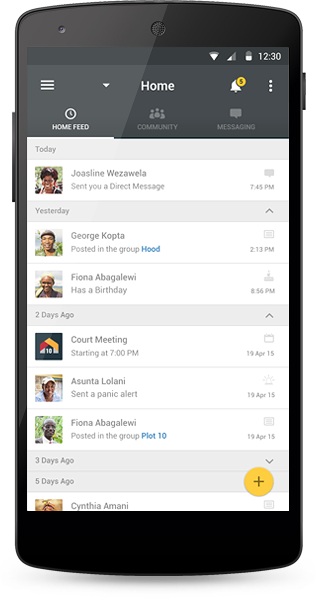 12:30
Home
5
HOME FEED
COMMUNITY
MESSAGING
Today
Joasline Wezawela
Sent you a Direct Message
7:45 PM
Yesterday
George Kopta
Posted in the group Hood
2:13 PM
Fiona Abagalewi
Has a Birthday
8:56 PM
2 Days Ago
10
Court Meeting
Starting at 7:00 PM
19 Apr 15
Asunta Lolani
Sent a panic alert
19 Apr 15
Fiona Abagalewi
Posted in the group Plot 10
19 Apr 15
3 Days Ago
5 Days Ago
Cynthia Amani